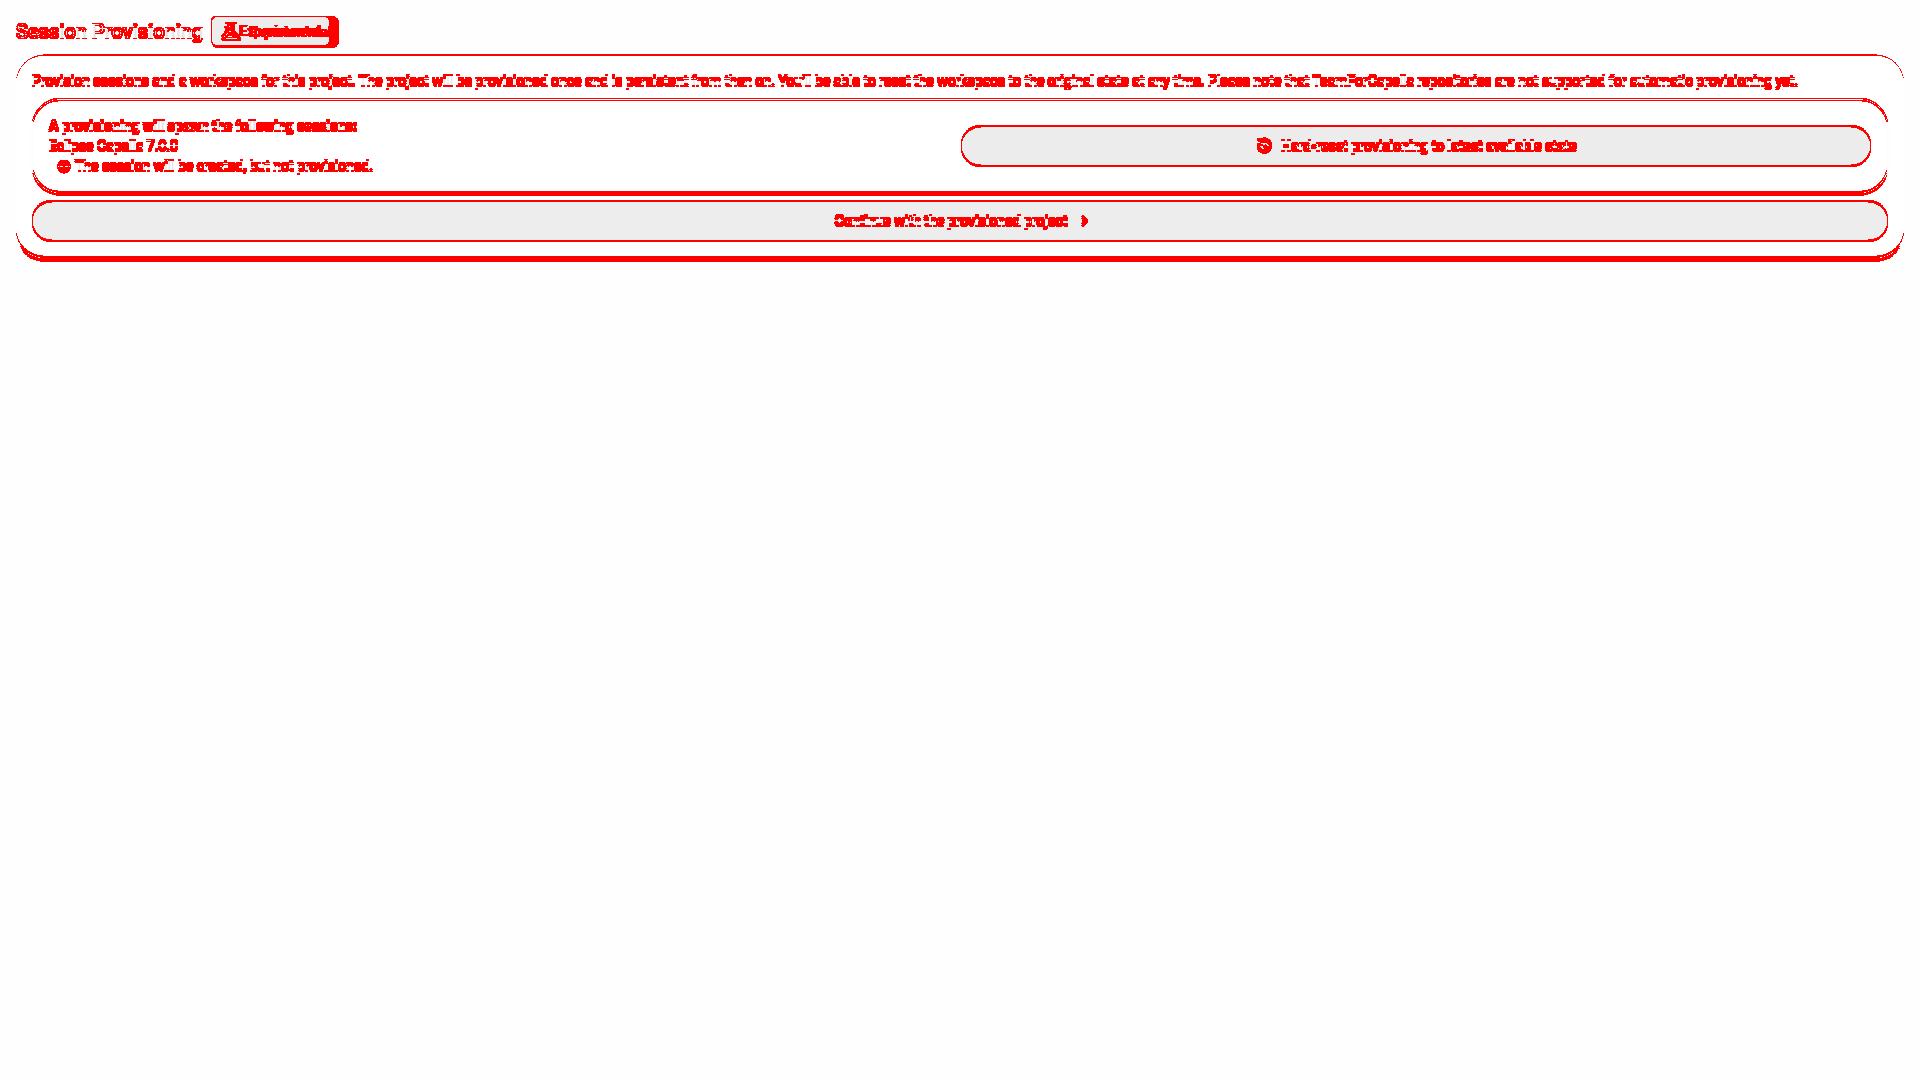 Session Provisioning Experimental
Provision sessions and a workspace for this project. The project will be provisioned once and is persistent from then on. You'll be able to reset the workspace to the original state at any time. Please note that TeamForCapella repositories are not supported for automatic provisioning yet.
A provisioning will spawn the following sessions:
Eclipse Capella 7.0.0
The session will be created, but not provisioned.
Hard-reset provisioning to latest available state
Continue with the provisioned project